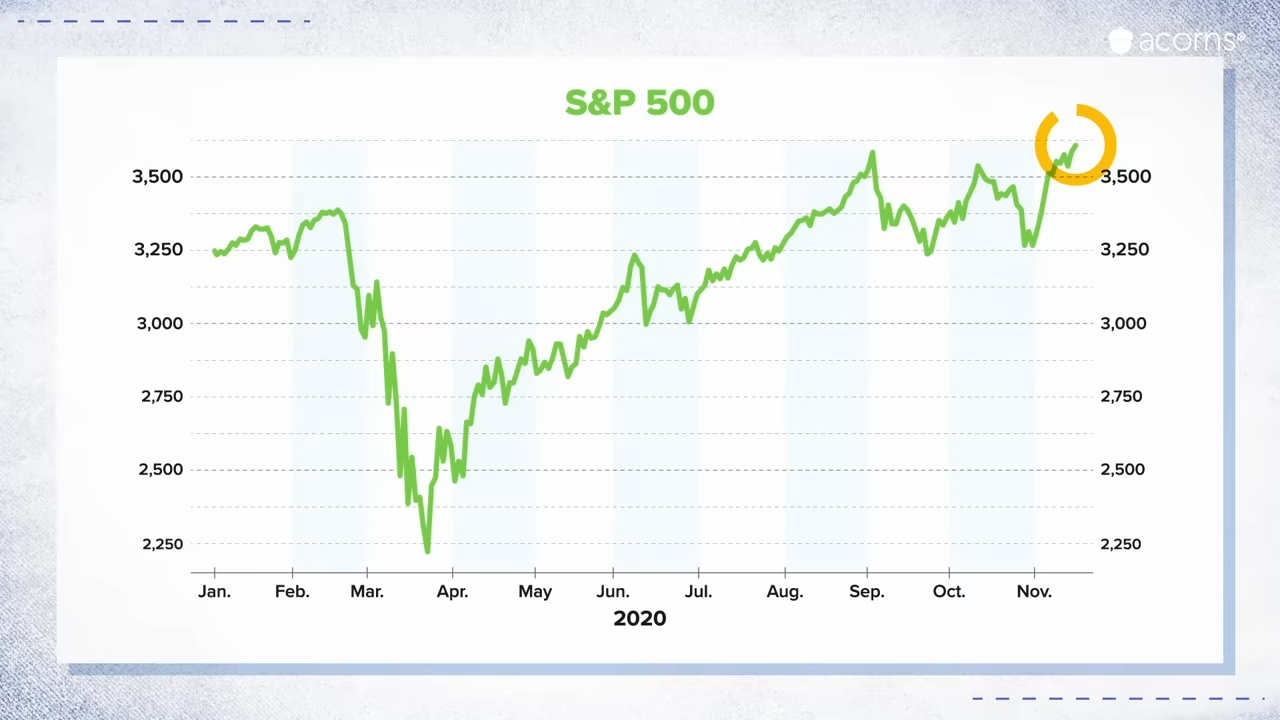 acorns®
S&P 500
3,500 3,500
3,250 3,250
3,000 3,000
2,750 2,750
2,500 2,500
2,250 2,250
Jan. Feb. Mar. Apr. May Jun. Jul. Aug. Sep. Oct. Nov.
2020